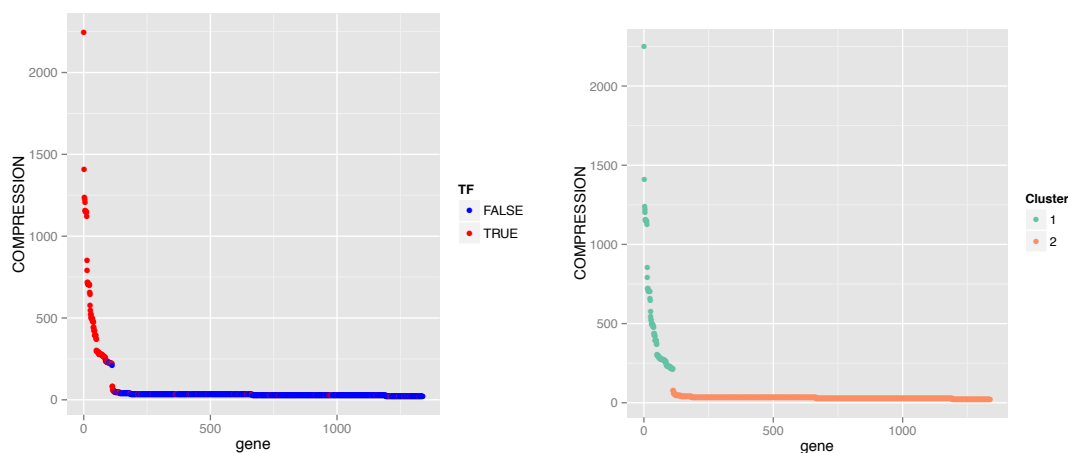 2000
1500
1000
500
0
COMPRESSION
0
500
1000
gene
TF
FALSE
TRUE
2000
1500
1000
500
0
COMPRESSION
0
500
1000
gene
Cluster
1
2